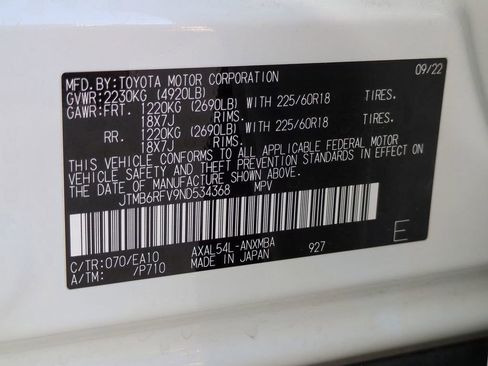 MFD.BY:TOYOTA MOTOR CORPORATION 09/22
GVWR:2230KG (4920LB)
GAWR:FRT. 1220KG (2690LB) WITH 225/60R18 TIRES.
18X7J RIMS.
RR. 1220KG (2690LB) WITH 225/60R18 TIRES.
18X7J RIMS.
THIS VEHICLE CONFORMS TO ALL APPLICABLE FEDERAL MOTOR
VEHICLE SAFETY AND THEFT PREVENTION STANDARDS IN EFFECT ON
THE DATE OF MANUFACTURE SHOWN ABOVE.
JTMB6RFV9ND534368 MPV
C/TR:070/EA10 AXAL54L-ANXMBA 927 E
A/TM: /P710 MADE IN JAPAN